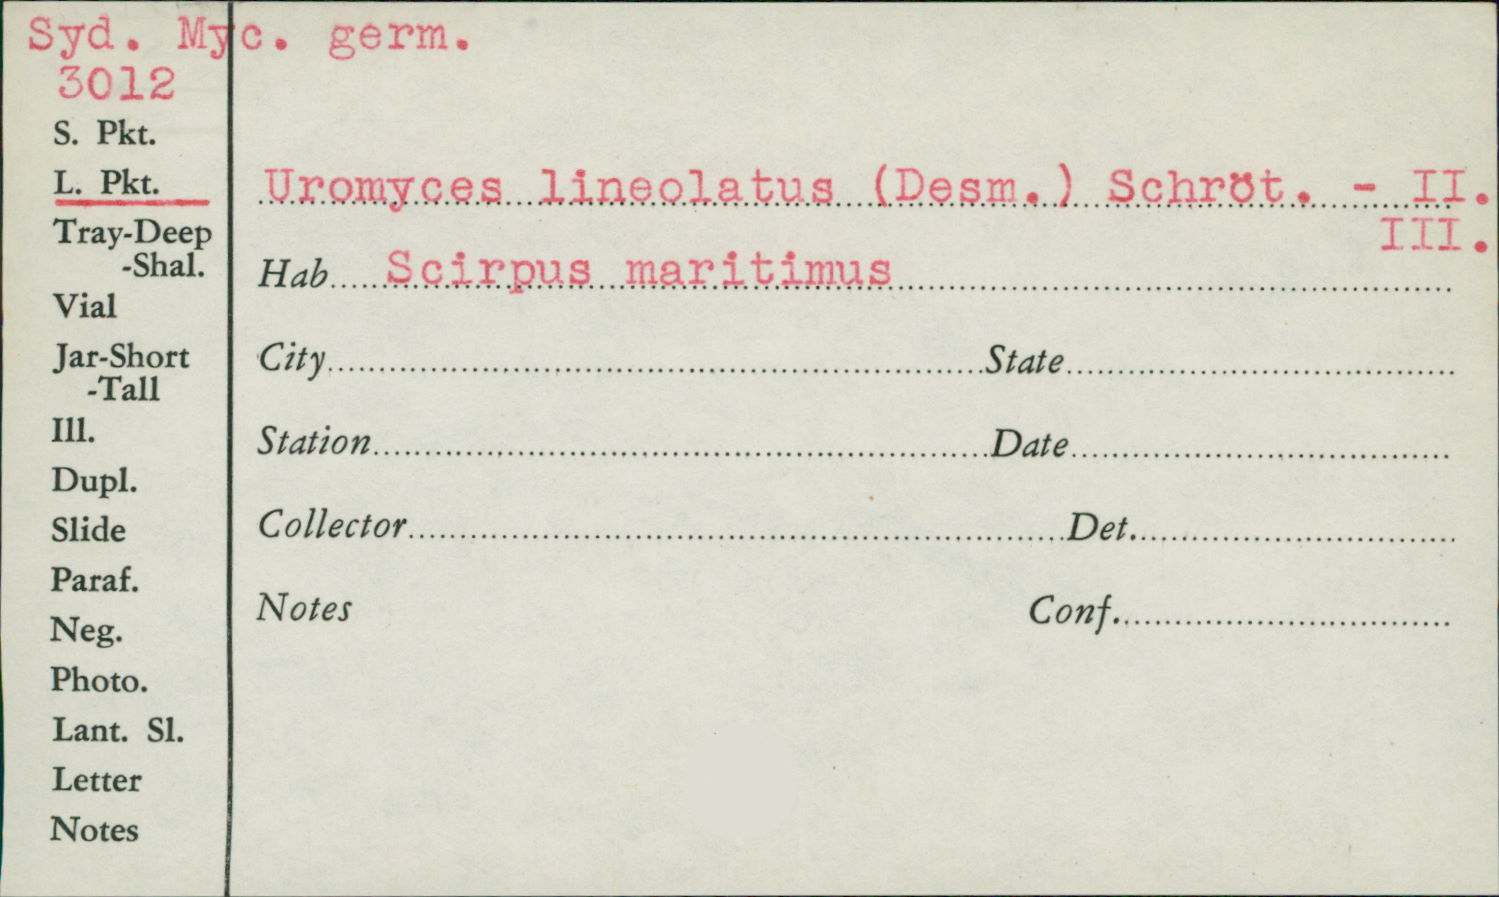 Syd. Myc. germ.
3012
S. Pkt.
L. Pkt.
Tray-Deep
-Shal.
Vial
Jar-Short
-Tall
Ill.
Dupl.
Slide
Paraf.
Neg.
Photo.
Lant. Sl.
Letter
Notes
Uromyces lineolatus (Desm.) Schröt. - II.
III.
Hab. Scirpus maritimus
City State
Station Date
Collector Det.
Notes Conf.